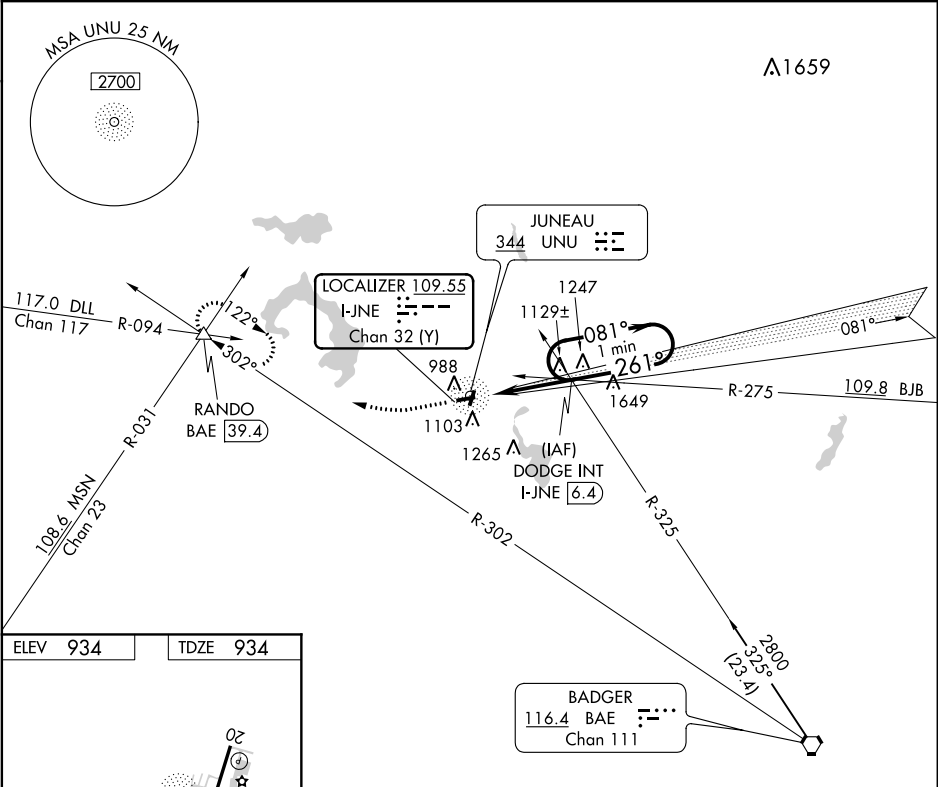 MSA UNU 25 NM
2700
1659
JUNEAU
344 UNU
LOCALIZER 109.55
I-JNE
Chan 32 (Y)
117.0 DLL
Chan 117
R-094
122°
302°
RANDO
BAE 39.4
R-031
108.6 MSN
Chan 23
988
1103
1265
1129±
1247
081°
1 min
261°
1649
081°
R-275
109.8 BJB
(IAF)
DODGE INT
I-JNE 6.4
R-325
R-302
2800
325°
(23.4)
BADGER
116.4 BAE
Chan 111
ELEV 934
TDZE 934
20
P